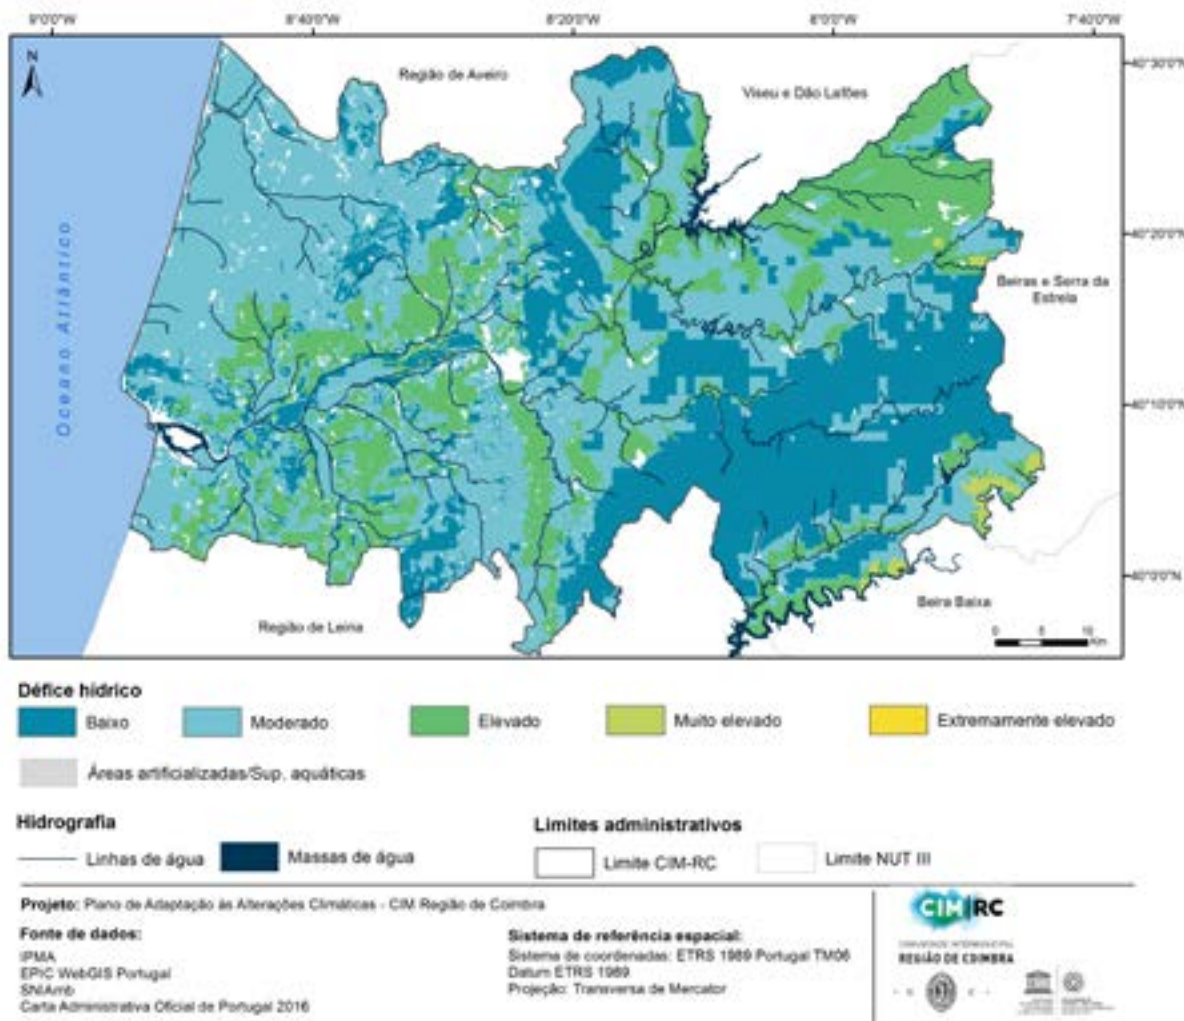 9°0'0"W 8°40'0"W 8°20'0"W 8°0'0"W 7°40'0"W
N
Região de Aveiro
Viseu e Dão Lafões
40°30'0"N
40°20'0"N
Beiras e Serra da
Estrela
Oceano Atlântico
40°10'0"N
40°0'0"N
Beira Baixa
Região de Leiria
0 5 10
Km
Défice hídrico
Baixo Moderado Elevado Muito elevado Extremamente elevado
Áreas artificializadas/Sup. aquáticas
Hidrografia Limites administrativos
Linhas de água Massas de água Limite CIM-RC Limite NUT III
Projeto: Plano de Adaptação às Alterações Climáticas - CIM Região de Coimbra
Fonte de dados:
IPMA
EPIC WebGIS Portugal
SNIAmb
Carta Administrativa Oficial de Portugal 2016
Sistema de referência espacial:
Sistema de coordenadas: ETRS 1989 Portugal TM06
Datum ETRS 1989
Projeção: Transversa de Mercator
CIM RC
COMUNIDADE INTERMUNICIPAL
REGIÃO DE COIMBRA